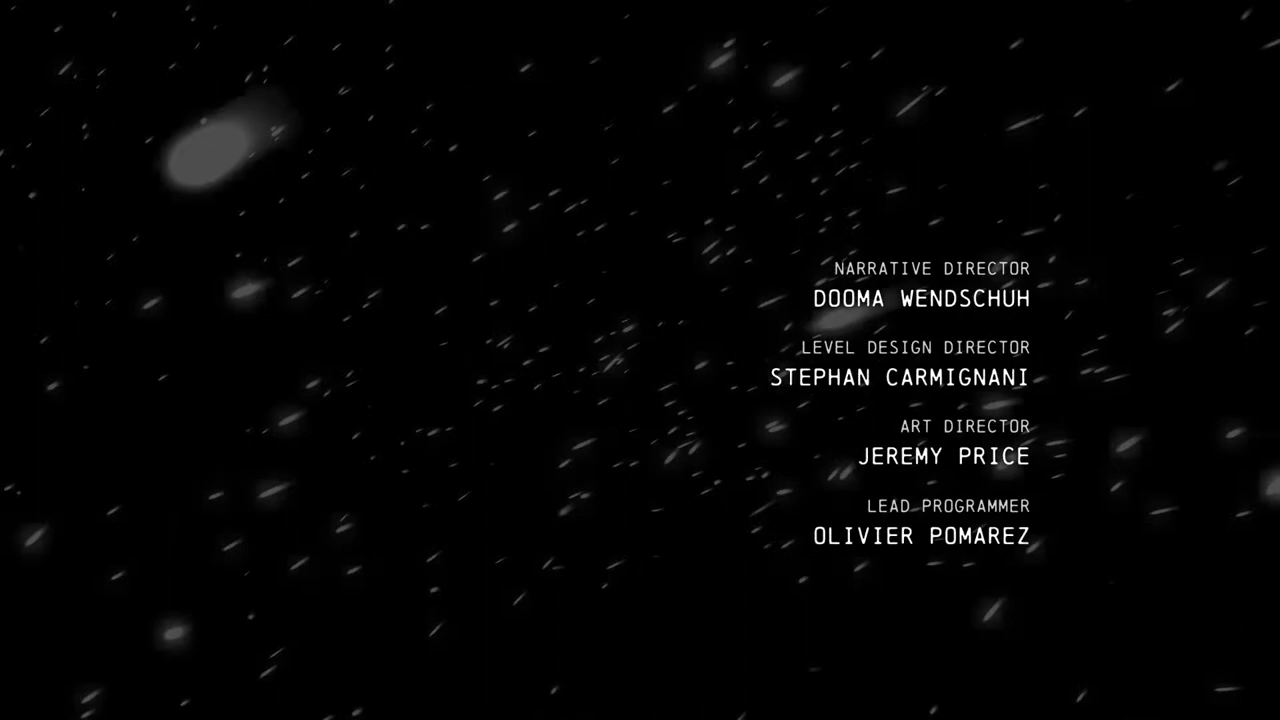 NARRATIVE DIRECTOR
DOOMA WENDSCHUH
LEVEL DESIGN DIRECTOR
STEPHAN CARMIGNANI
ART DIRECTOR
JEREMY PRICE
LEAD PROGRAMMER
OLIVIER POMAREZ